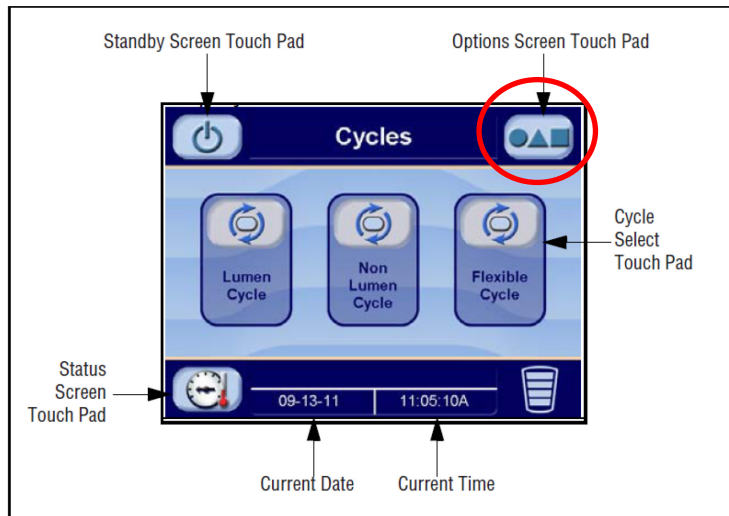 Standby Screen Touch Pad
Options Screen Touch Pad
Cycles
Cycle
Select
Touch Pad
Lumen
Cycle
Non
Lumen
Cycle
Flexible
Cycle
Status
Screen
Touch Pad
09-13-11
11:05:10A
Current Date
Current Time